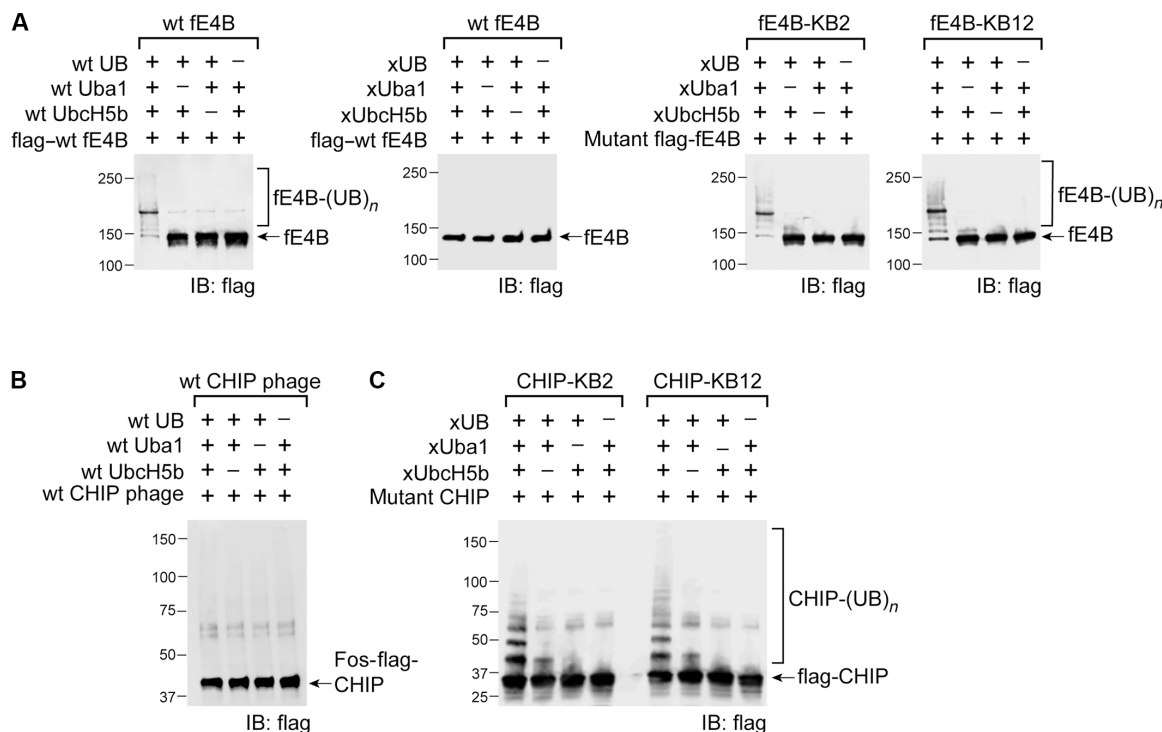 A
wt fE4B
wt UB + + + –
wt Uba1 + – + +
wt UbcH5b + + – +
flag–wt fE4B + + + +
250
150
100
fE4B-(UB)n
fE4B
IB: flag
wt fE4B
xUB + + + –
xUba1 + – + +
xUbcH5b + + – +
flag–wt fE4B + + + +
250
150
100
fE4B
IB: flag
fE4B-KB2 fE4B-KB12
xUB + + + – + + + –
xUba1 + – + + + – + +
xUbcH5b + + – + + + – +
Mutant flag-fE4B + + + + + + + +
250
150
100
IB: flag
250
150
100
fE4B-(UB)n
fE4B
IB: flag
B
wt CHIP phage
wt UB + + + –
wt Uba1 + + – +
wt UbcH5b + – + +
wt CHIP phage + + + +
150
100
75
50
37
Fos-flag-
CHIP
IB: flag
C
CHIP-KB2 CHIP-KB12
xUB + + + – + + + –
xUba1 + + – + + + – +
xUbcH5b + – + + + – + +
Mutant CHIP + + + + + + + +
150
100
75
50
37
25
CHIP-(UB)n
flag-CHIP
IB: flag